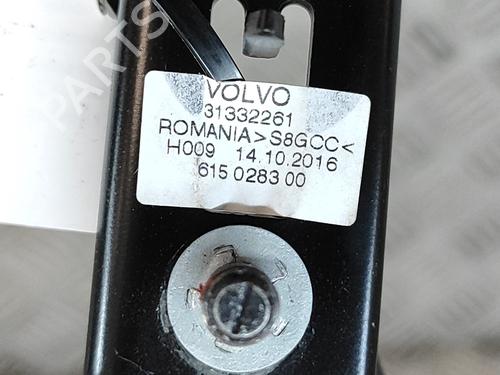 VOLVO
31332261
ROMANIA>S8GCC<
H009 14.10.2016
615 0283 00